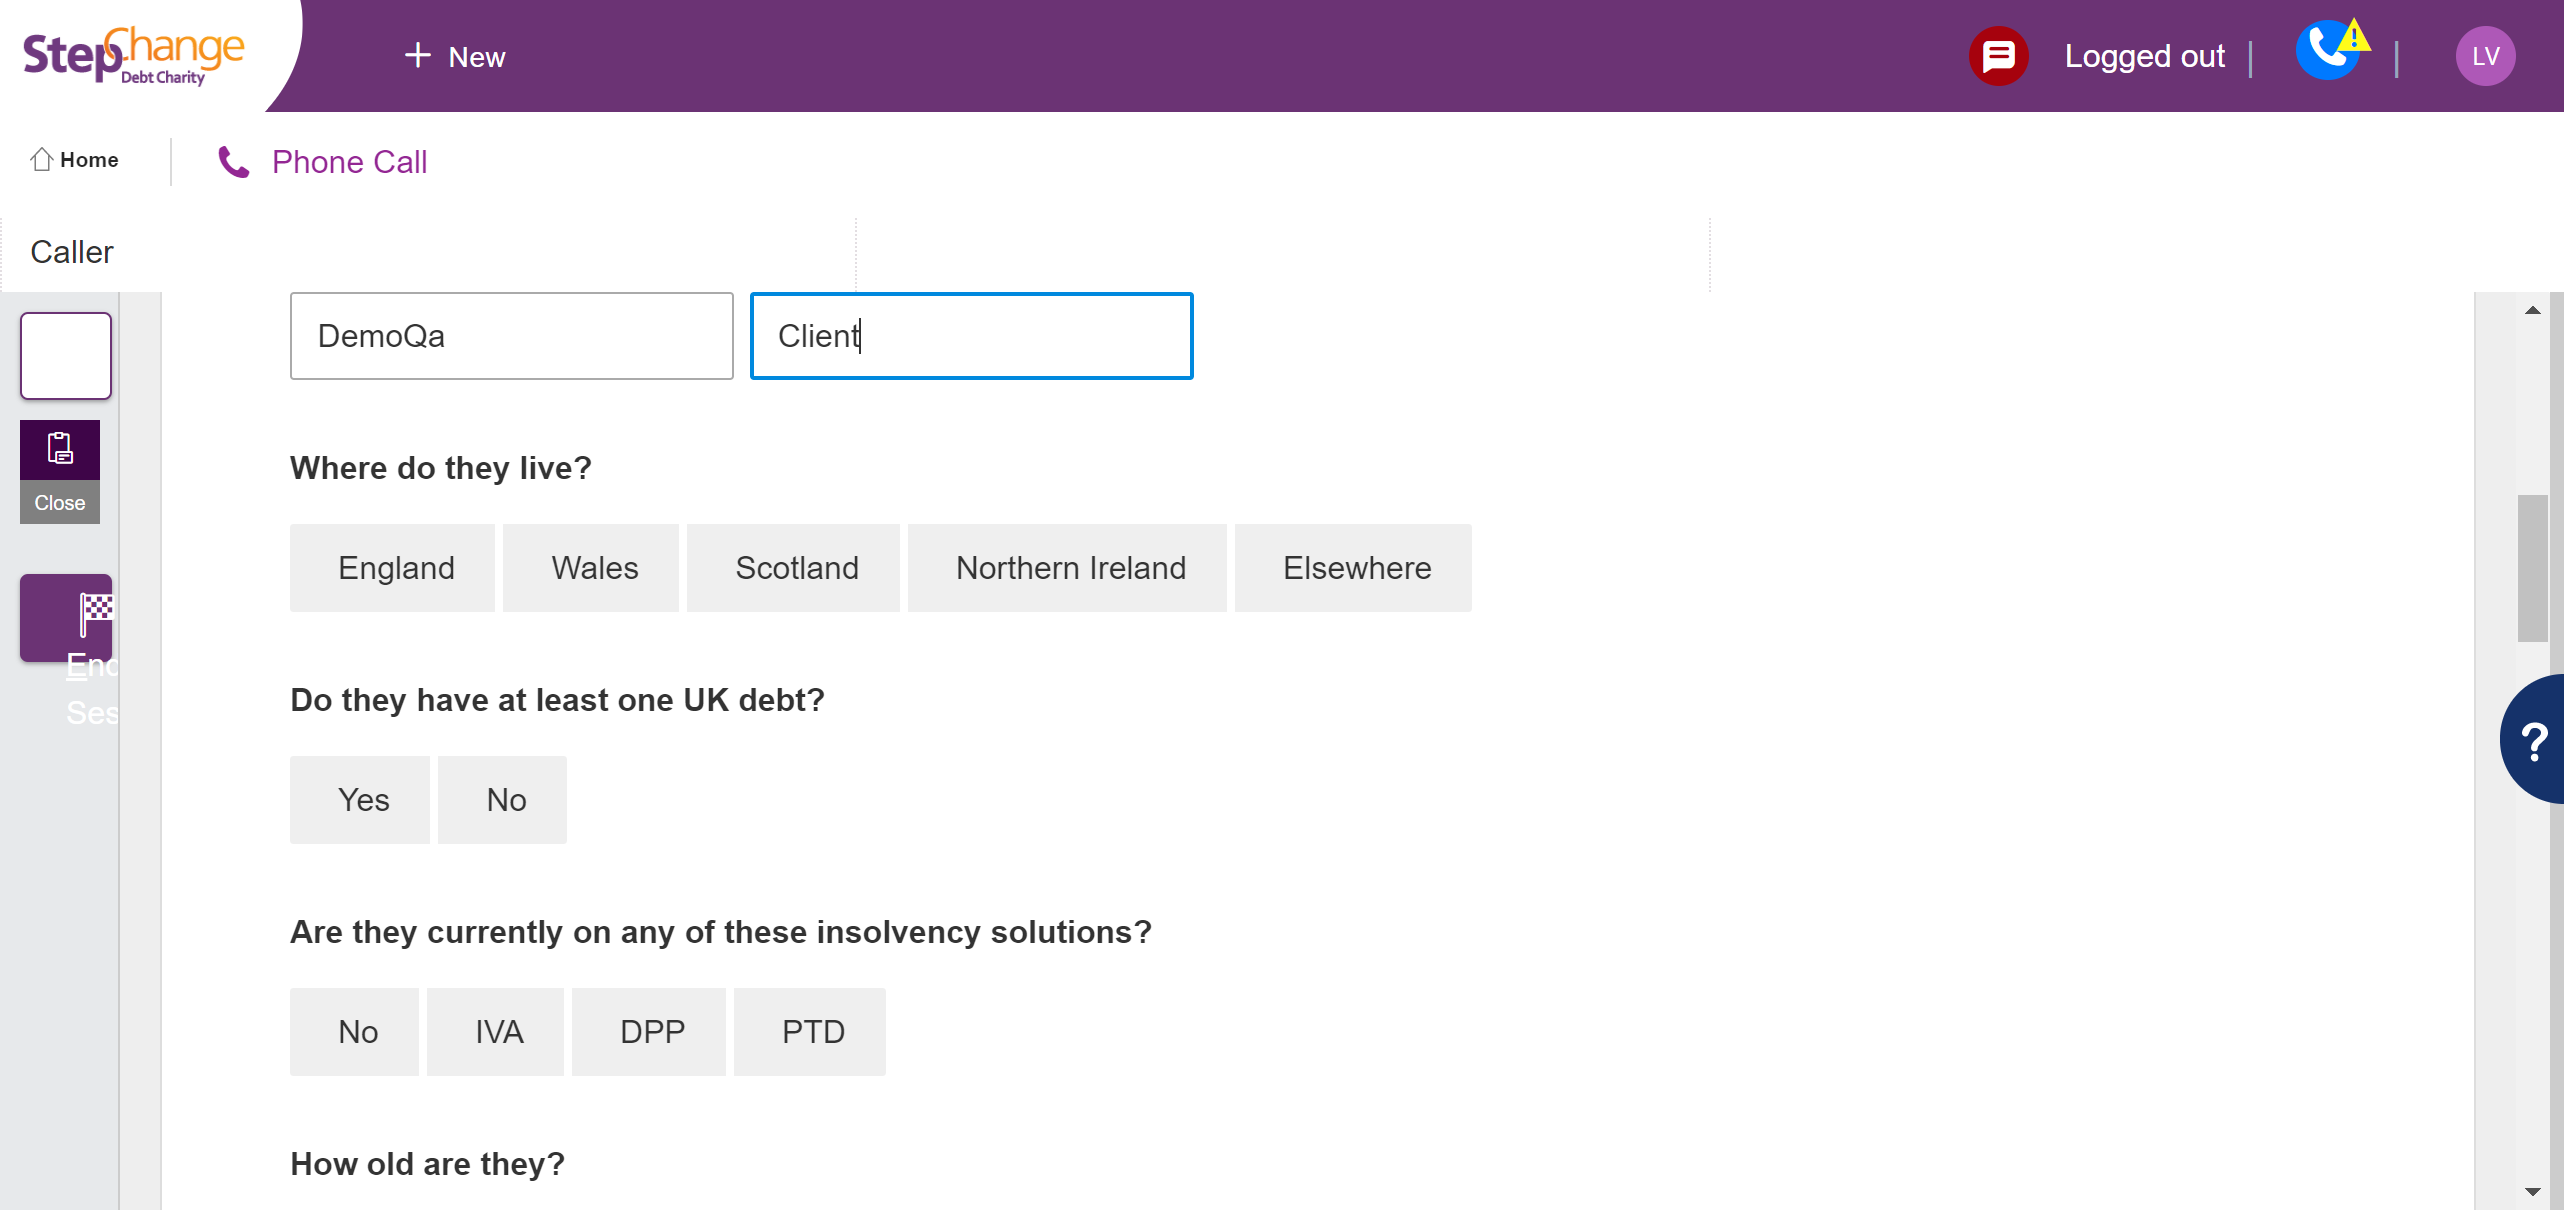 StepChange
Debt Charity
+ New
Logged out
LV
Home
Phone Call
Caller
DemoQa
Client
Close
Where do they live?
England
Wales
Scotland
Northern Ireland
Elsewhere
Do they have at least one UK debt?
Yes
No
Are they currently on any of these insolvency solutions?
No
IVA
DPP
PTD
How old are they?
?